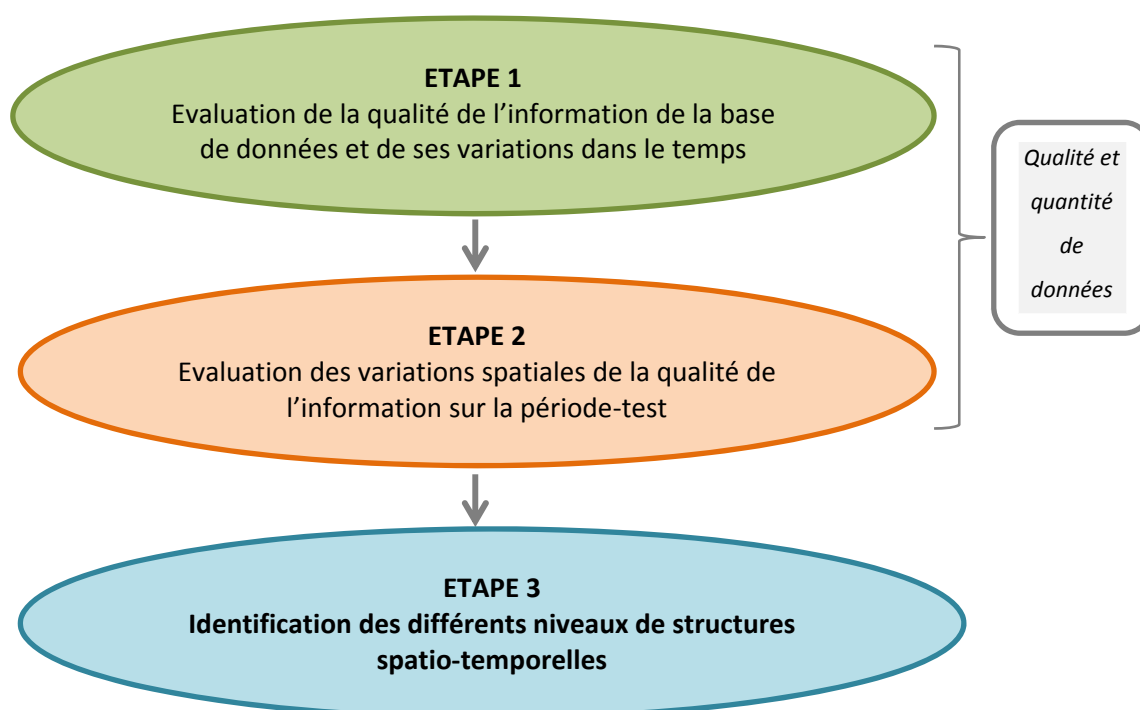 ETAPE 1
Evaluation de la qualité de l’information de la base
de données et de ses variations dans le temps
Qualité et
quantité
de
données
ETAPE 2
Evaluation des variations spatiales de la qualité de
l’information sur la période-test
ETAPE 3
Identification des différents niveaux de structures
spatio-temporelles